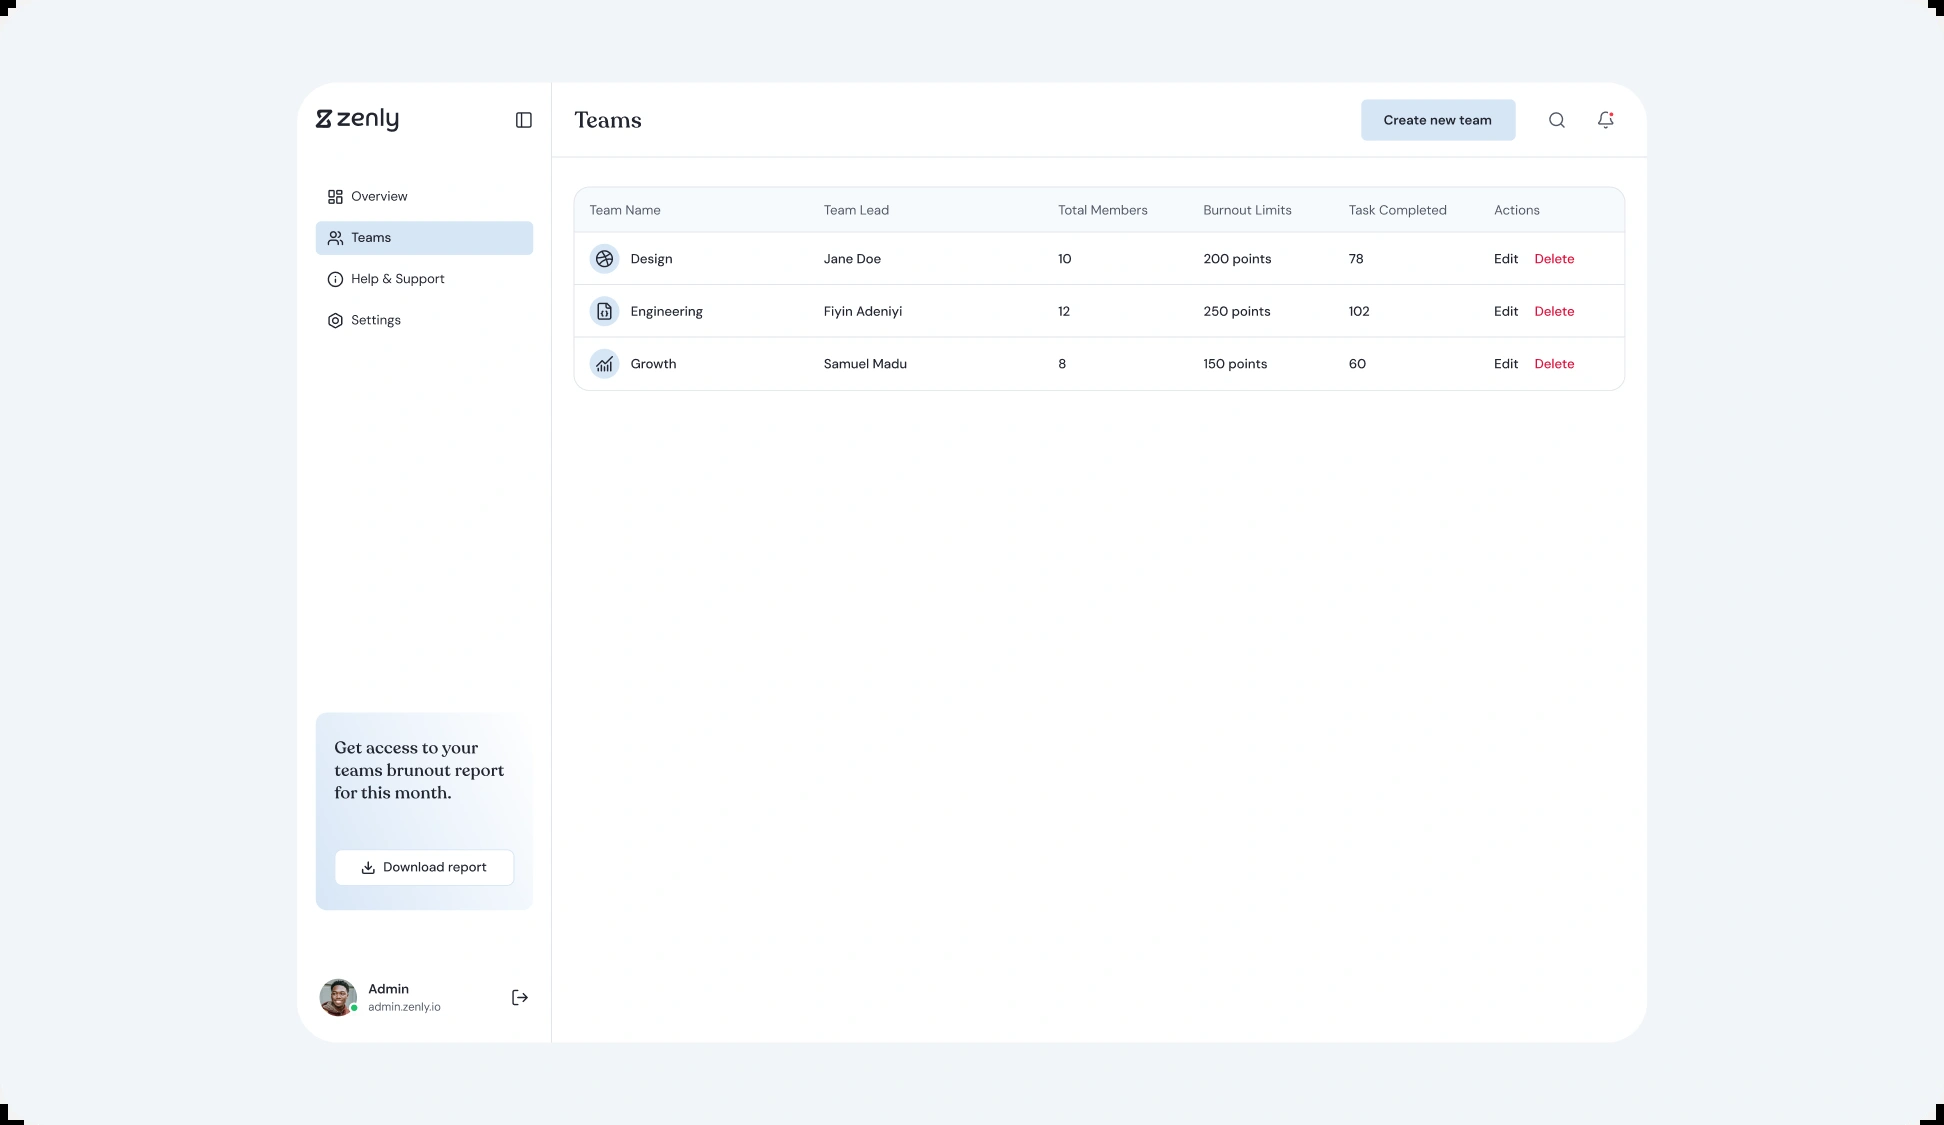 zenly
Overview
Teams
Help & Support
Settings
Get access to your
teams brunout report
for this month.
Download report
Admin
admin.zenly.io
Teams
Create new team
Team Name Team Lead Total Members Burnout Limits Task Completed Actions
Design Jane Doe 10 200 points 78 Edit Delete
Engineering Fiyin Adeniyi 12 250 points 102 Edit Delete
Growth Samuel Madu 8 150 points 60 Edit Delete